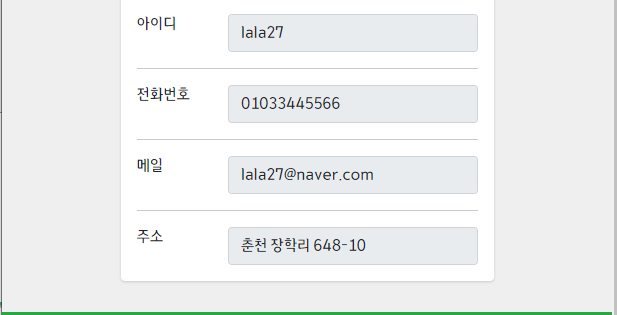 아이디 lala27
전화번호 01033445566
메일 lala27@naver.com
주소 춘천 장학리 648-10